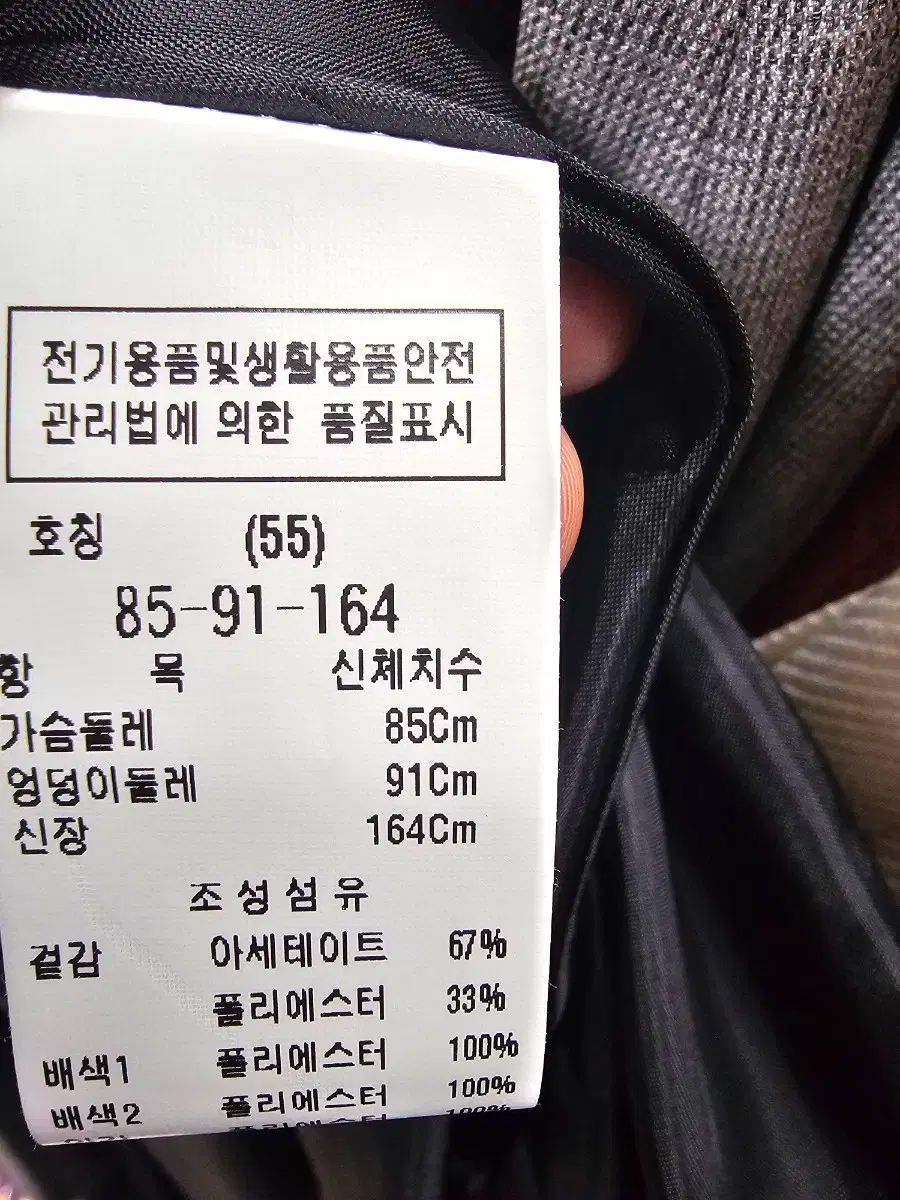 전기용품및생활용품안전
관리법에 의한 품질표시
호칭 (55)
85-91-164
항 목 신체치수
가슴둘레 85Cm
엉덩이둘레 91Cm
신장 164Cm
조성섬유
겉감 아세테이트 67%
폴리에스터 33%
배색1 폴리에스터 100%
배색2 폴리에스터 100%